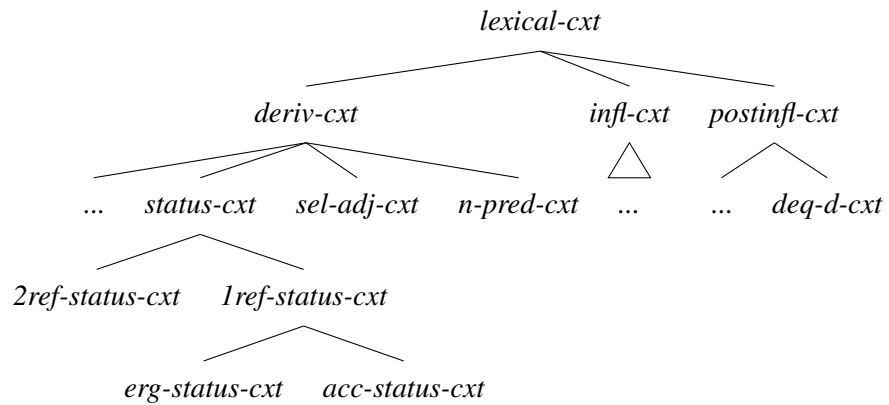 lexical-cxt
deriv-cxt infl-cxt postinfl-cxt
... status-cxt sel-adj-cxt n-pred-cxt ... ... deq-d-cxt
2ref-status-cxt 1ref-status-cxt
erg-status-cxt acc-status-cxt